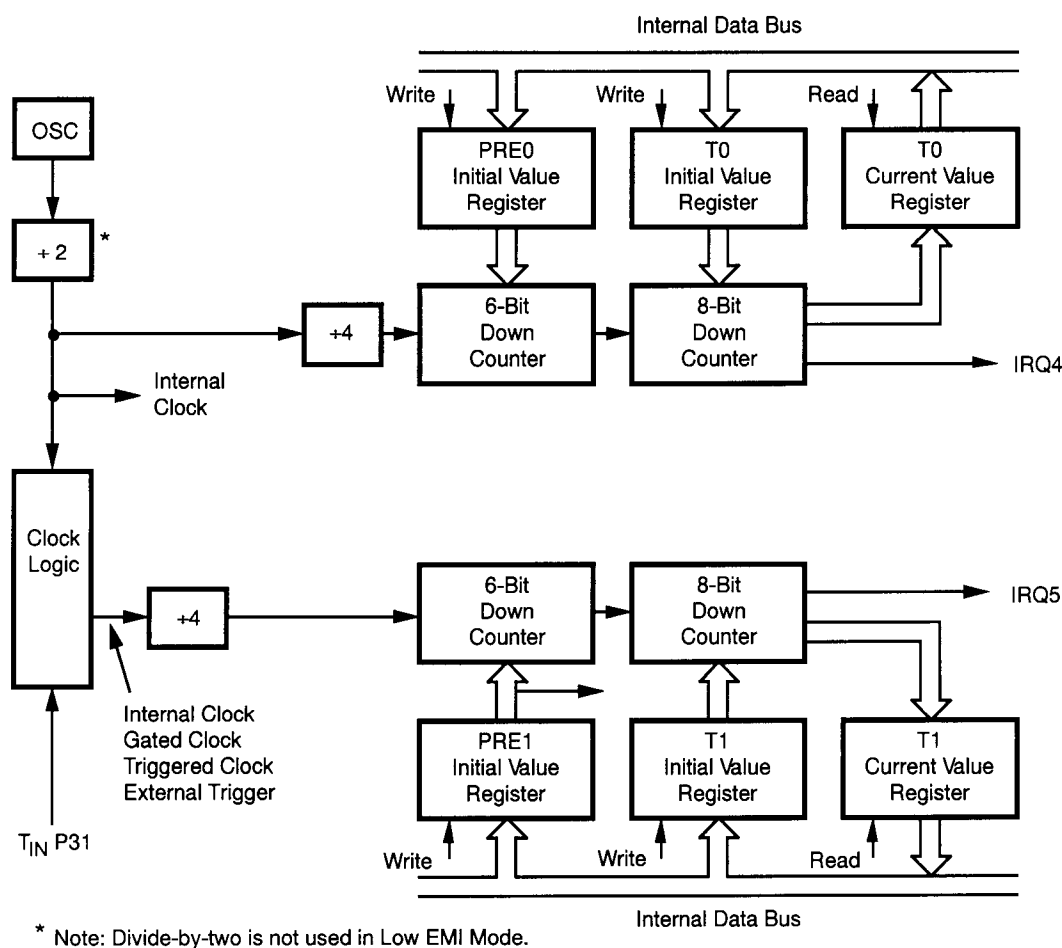 Internal Data Bus
Write
Write
Read
OSC
PRE0
Initial Value
Register
T0
Initial Value
Register
T0
Current Value
Register
+ 2
*
÷4
6-Bit
Down
Counter
8-Bit
Down
Counter
IRQ4
Internal
Clock
Clock
Logic
÷4
6-Bit
Down
Counter
8-Bit
Down
Counter
IRQ5
Internal Clock
Gated Clock
Triggered Clock
External Trigger
PRE1
Initial Value
Register
T1
Initial Value
Register
T1
Current Value
Register
TIN P31
Write
Write
Read
Internal Data Bus
* Note: Divide-by-two is not used in Low EMI Mode.